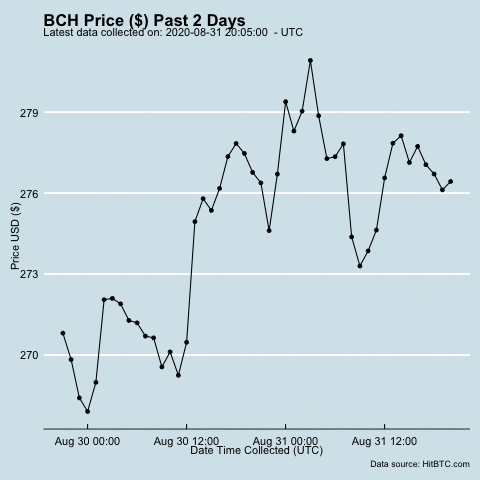 BCH Price ($) Past 2 Days
Latest data collected on: 2020-08-31 20:05:00 - UTC
279
276
273
270
Price USD ($)
Aug 30 00:00 Aug 30 12:00 Aug 31 00:00 Aug 31 12:00
Date Time Collected (UTC)
Data source: HitBTC.com